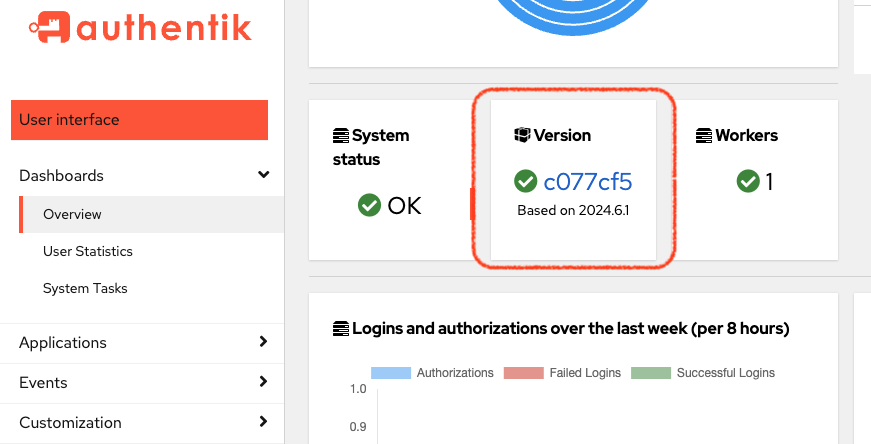 authentik
User interface
Dashboards
Overview
User Statistics
System Tasks
Applications
Events
Customization
System
status
OK
Version
c077cf5
Based on 2024.6.1
Workers
1
Logins and authorizations over the last week (per 8 hours)
Authorizations Failed Logins Successful Logins
1.0
0.9